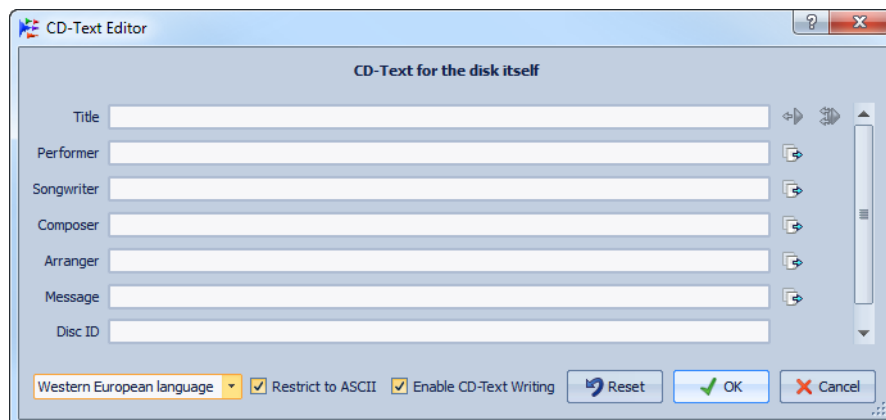 CD-Text Editor
CD-Text for the disk itself
Title
Performer
Songwriter
Composer
Arranger
Message
Disc ID
Western European language Restrict to ASCII Enable CD-Text Writing Reset OK Cancel